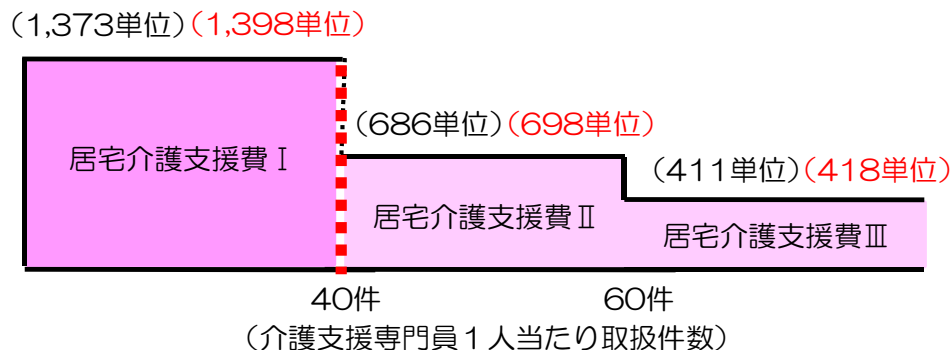 (1,373単位)(1,398単位)
(686単位)(698単位)
(411単位)(418単位)
居宅介護支援費Ⅰ
居宅介護支援費Ⅱ
居宅介護支援費Ⅲ
40件
60件
(介護支援専門員1人当たり取扱件数)